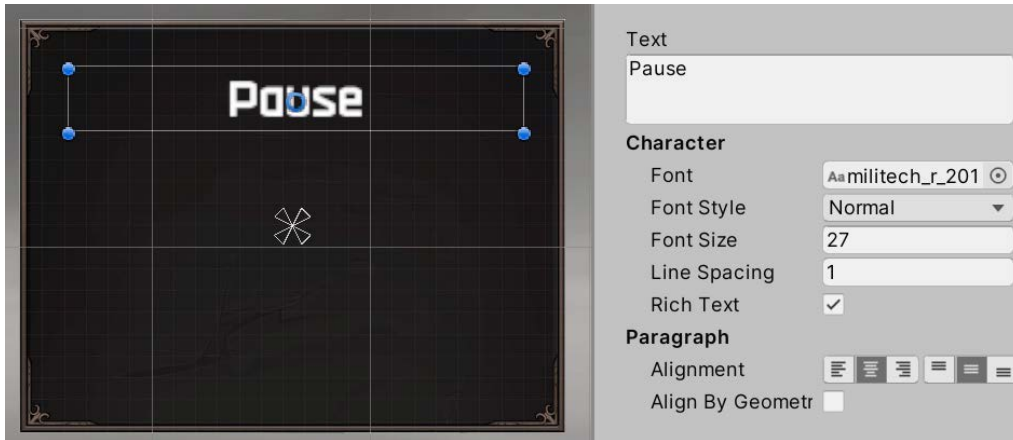 Pause
Text
Pause
Character
Font
Aa militech_r_201
Font Style
Normal
Font Size
27
Line Spacing
1
Rich Text
Paragraph
Alignment
Align By Geometr